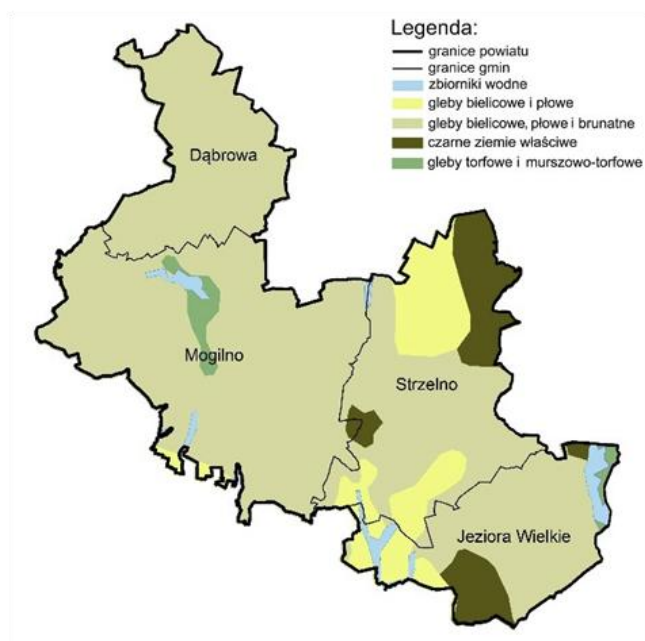 Legenda:
granice powiatu
granice gmin
zbiorniki wodne
gleby bielicowe i płowe
gleby bielicowe, płowe i brunatne
czarne ziemie właściwe
gleby torfowe i murszowo-torfowe
Dąbrowa
Mogilno
Strzelno
Jeziora Wielkie